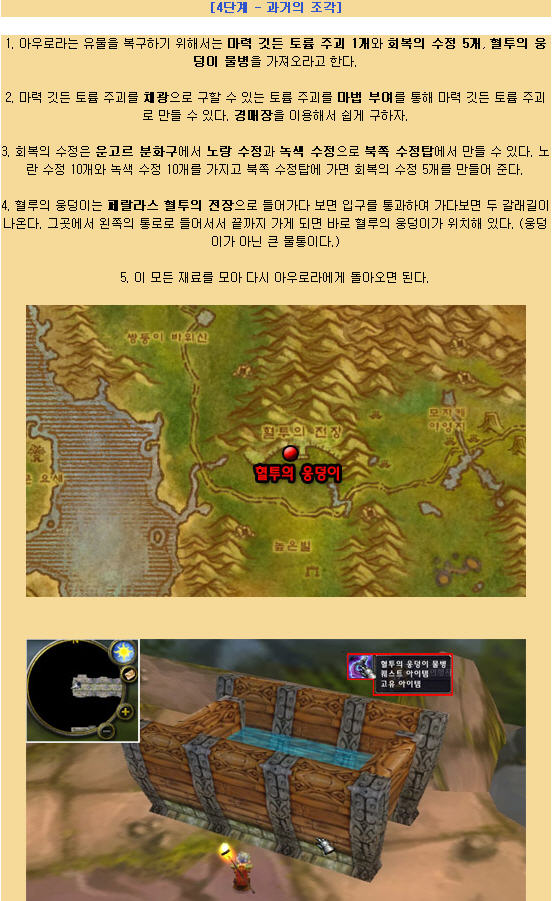 [4단계 - 과거의 조각]
1. 아우로라는 유물을 복구하기 위해서는 마력 깃든 토륨 주괴 1개와 회복의 수정 5개, 혈투의 웅
덩이 물병을 가져오라고 한다.
2. 마력 깃든 토륨 주괴를 채광으로 구할 수 있는 토륨 주괴를 마법 부여를 통해 마력 깃든 토륨 주괴
로 만들 수 있다. 경매장을 이용해서 쉽게 구하자.
3. 회복의 수정은 운고르 분화구에서 노랑 수정과 녹색 수정으로 북쪽 수정탑에서 만들 수 있다. 노
란 수정 10개와 녹색 수정 10개를 가지고 북쪽 수정탑에 가면 회복의 수정 5개를 만들어 준다.
4. 혈루의 웅덩이는 페랄라스 혈투의 전장으로 들어가다 보면 입구를 통과하여 가다보면 두 갈래길이
나온다. 그곳에서 왼쪽의 통로로 들어서서 끝까지 가게 되면 바로 혈루의 웅덩이가 위치해 있다. (웅덩
이가 아닌 큰 물통이다.)
5. 이 모든 재료를 모아 다시 아우로라에게 돌아오면 된다.
쌍둥이 바위산
모작케
야영지
혈투의 전장
혈투의 웅덩이
요새
높은벌
혈투의 웅덩이 물병
퀘스트 아이템
고유 아이템